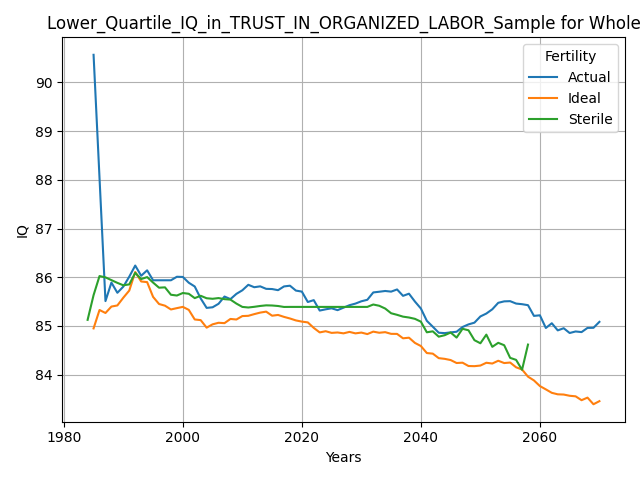 Lower_Quartile_IQ_in_TRUST_IN_ORGANIZED_LABOR_Sample for Whole
Fertility
Actual
Ideal
Sterile
IQ
90
89
88
87
86
85
84
1980
2000
2020
2040
2060
Years